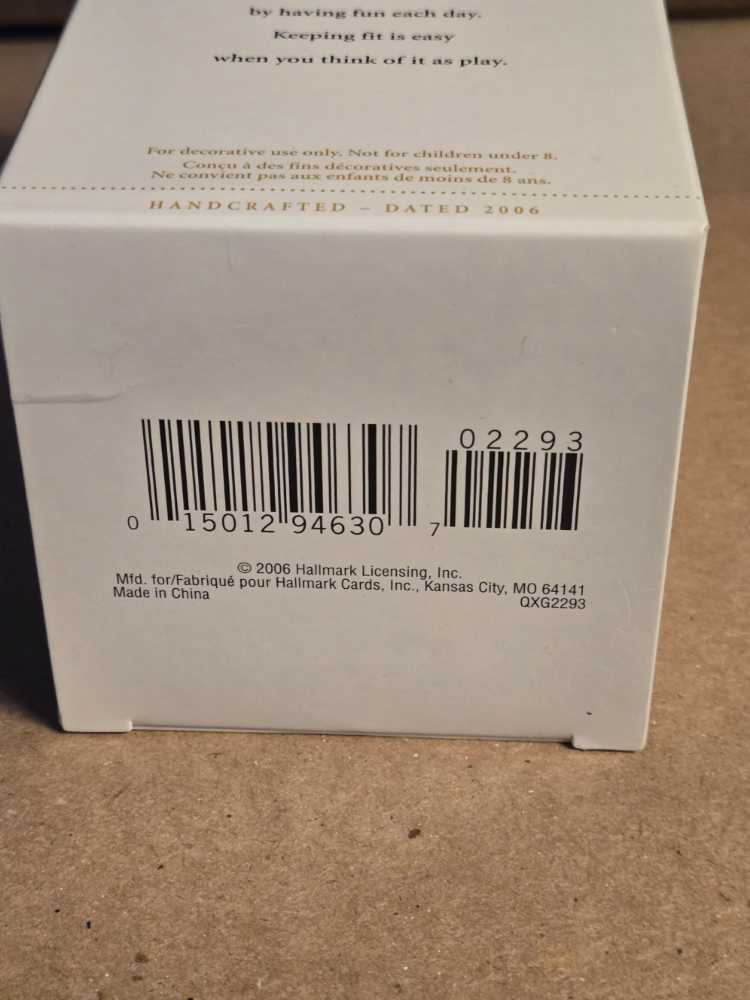 by having fun each day.
Keeping fit is easy
when you think of it as play.
For decorative use only. Not for children under 8.
Conçu à des fins décoratives seulement.
Ne convient pas aux enfants de moins de 8 ans.
HANDCRAFTED – DATED 2006
02293
0 15012 94630 7
© 2006 Hallmark Licensing, Inc.
Mfd. for/Fabriqué pour Hallmark Cards, Inc., Kansas City, MO 64141
Made in China
QXG2293